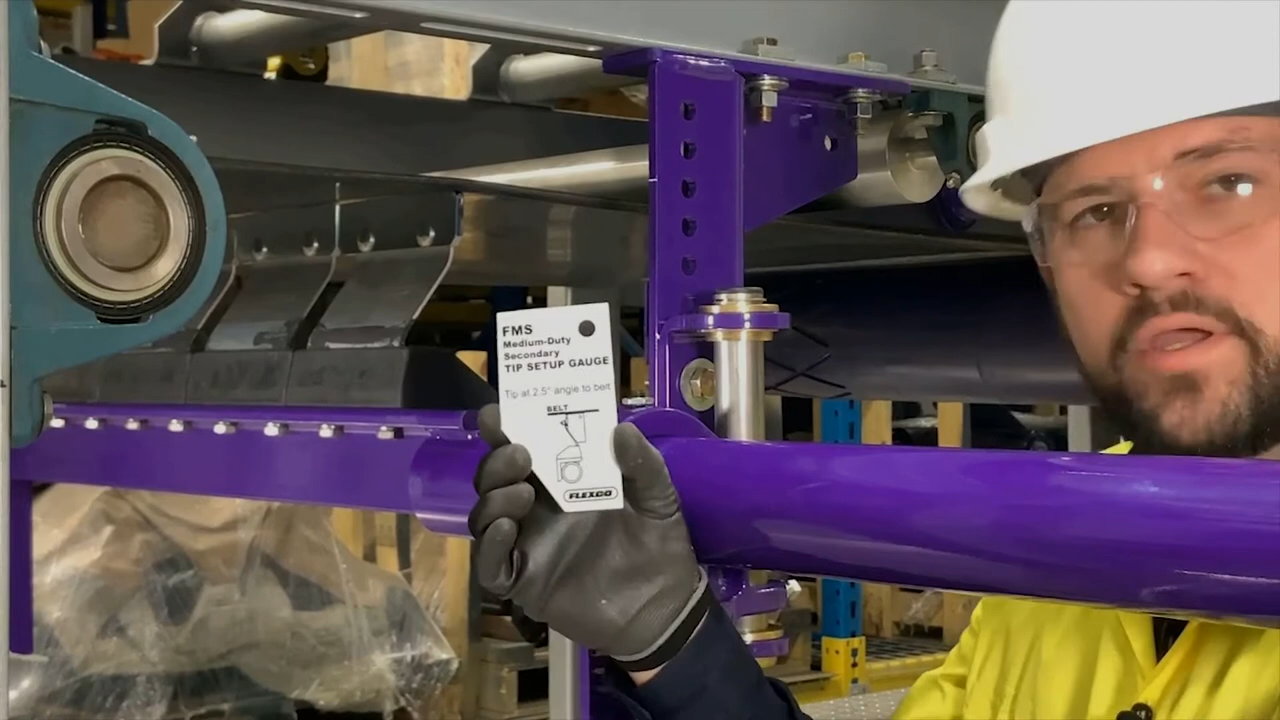 FMS
Medium-Duty
Secondary
TIP SETUP GAUGE
Tip at 2.5° angle to belt
BELT
FLEXCO